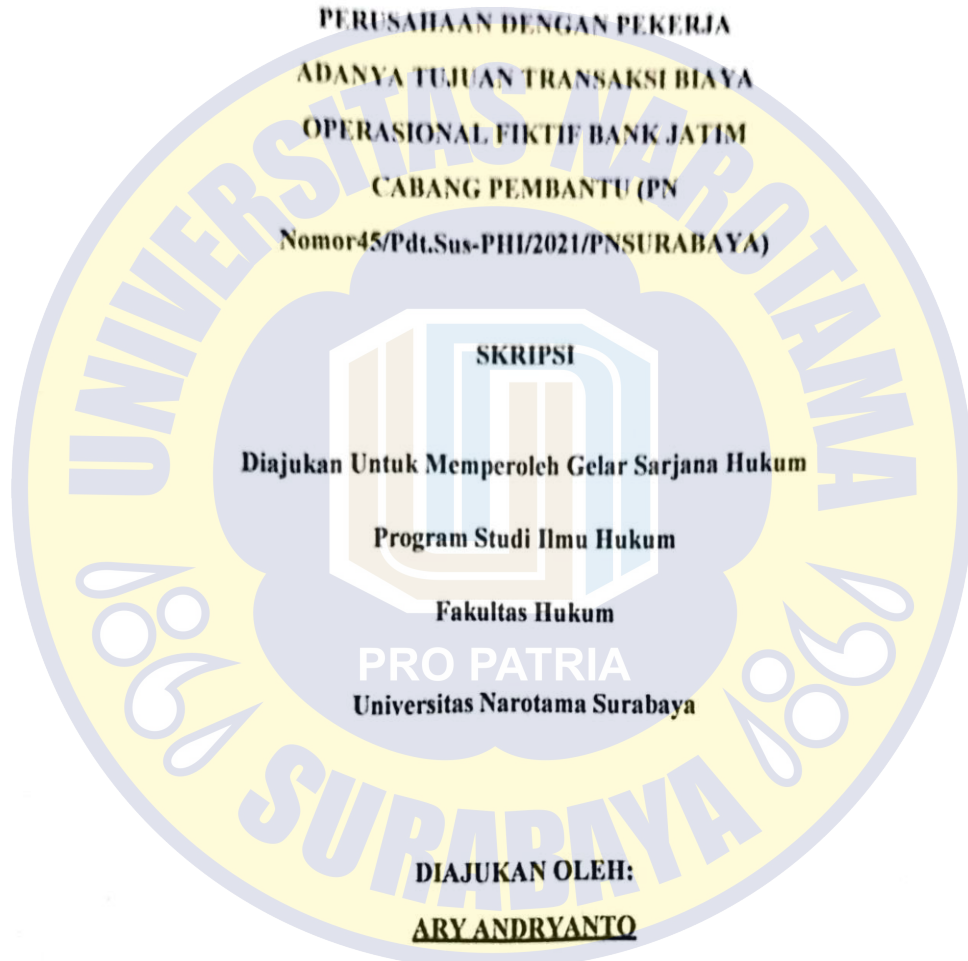 PERUSAHAAN DENGAN PEKERJA
ADANYA TUJUAN TRANSAKSI BIAYA
OPERASIONAL FIKTIF BANK JATIM
CABANG PEMBANTU (PN
Nomor45/Pdt.Sus-PHI/2021/PNSURABAYA)
SKRIPSI
Diajukan Untuk Memperoleh Gelar Sarjana Hukum
Program Studi Ilmu Hukum
Fakultas Hukum
PRO PATRIA
Universitas Narotama Surabaya
DIAJUKAN OLEH:
ARY ANDRYANTO
UNIVERSITAS NAROTAMA
SURABAYA